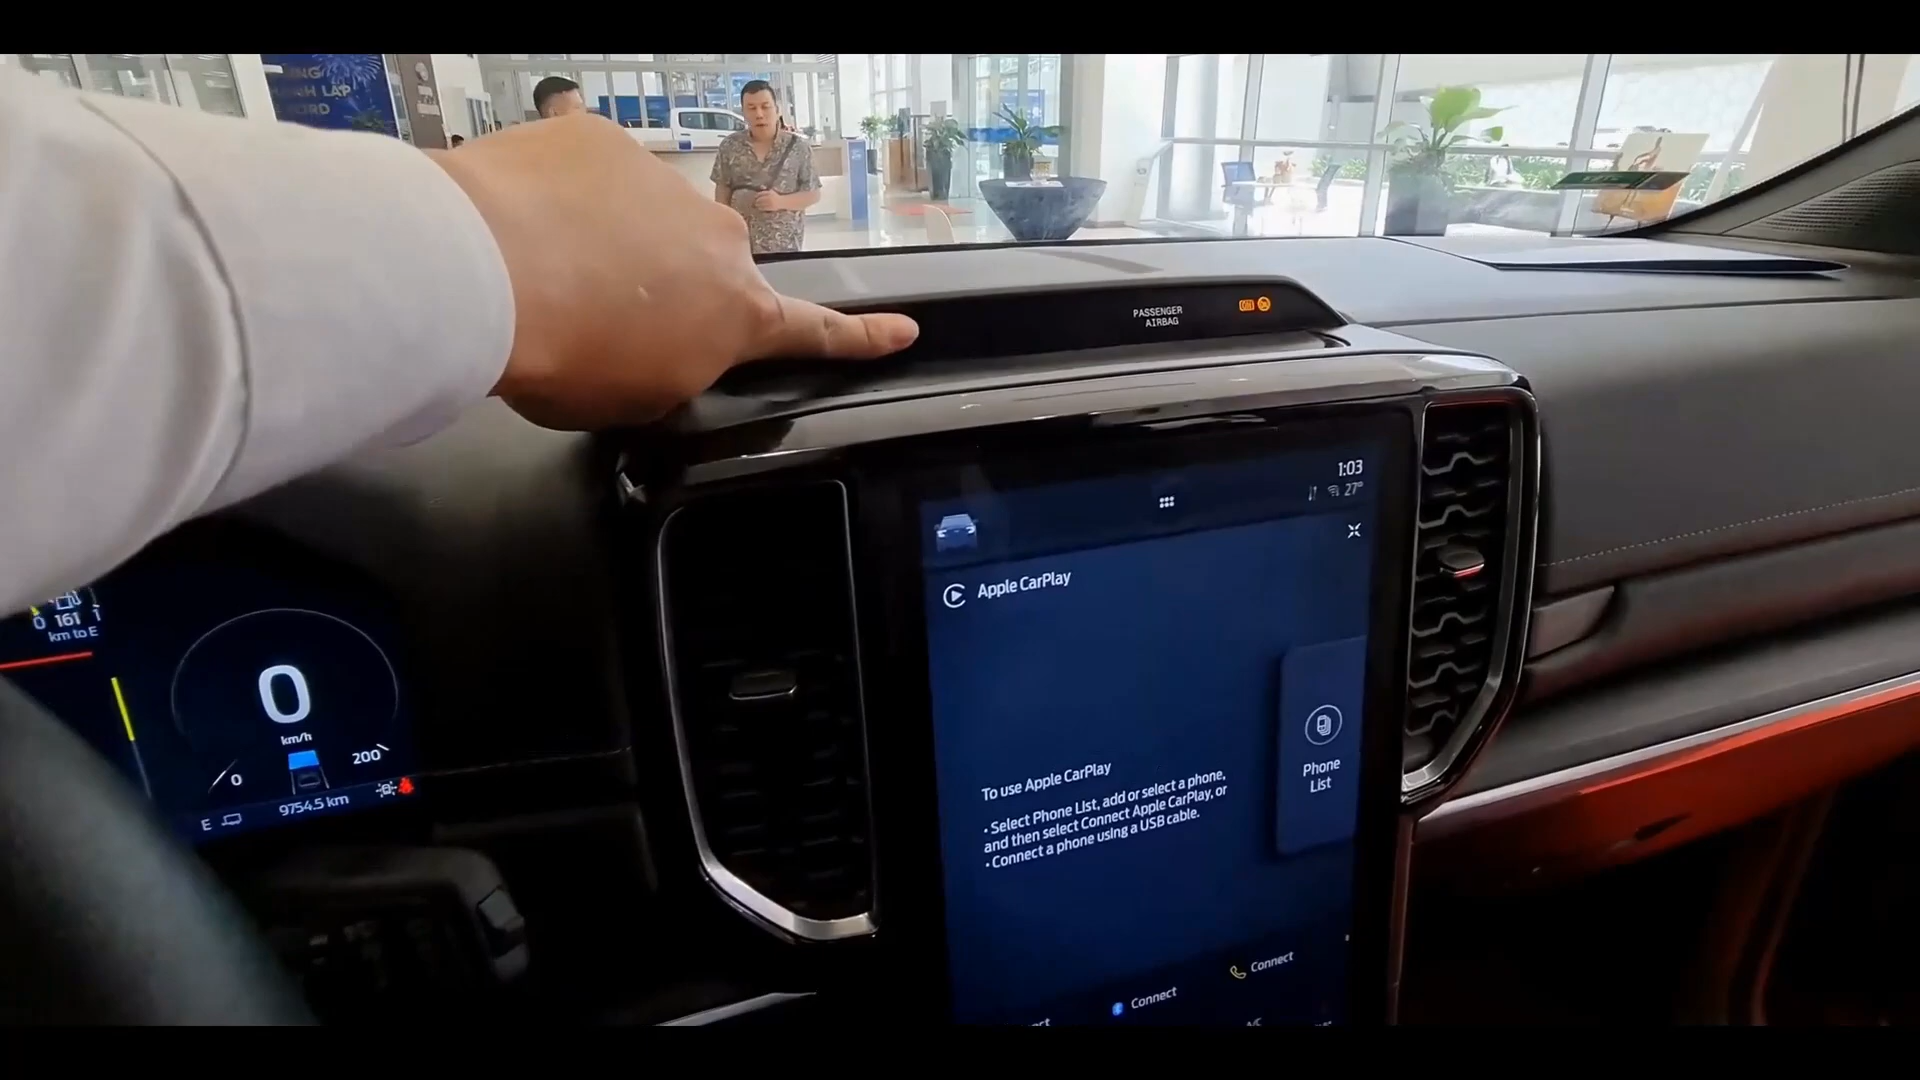 PASSENGER
AIRBAG
1:03
27°
Apple CarPlay
To use Apple CarPlay
• Select Phone List, add or select a phone,
and then select Connect Apple CarPlay, or
• Connect a phone using a USB cable.
Phone
List
Connect
Connect
0 161 1
km to E
0
km/h
0
200
9754.5 km
E